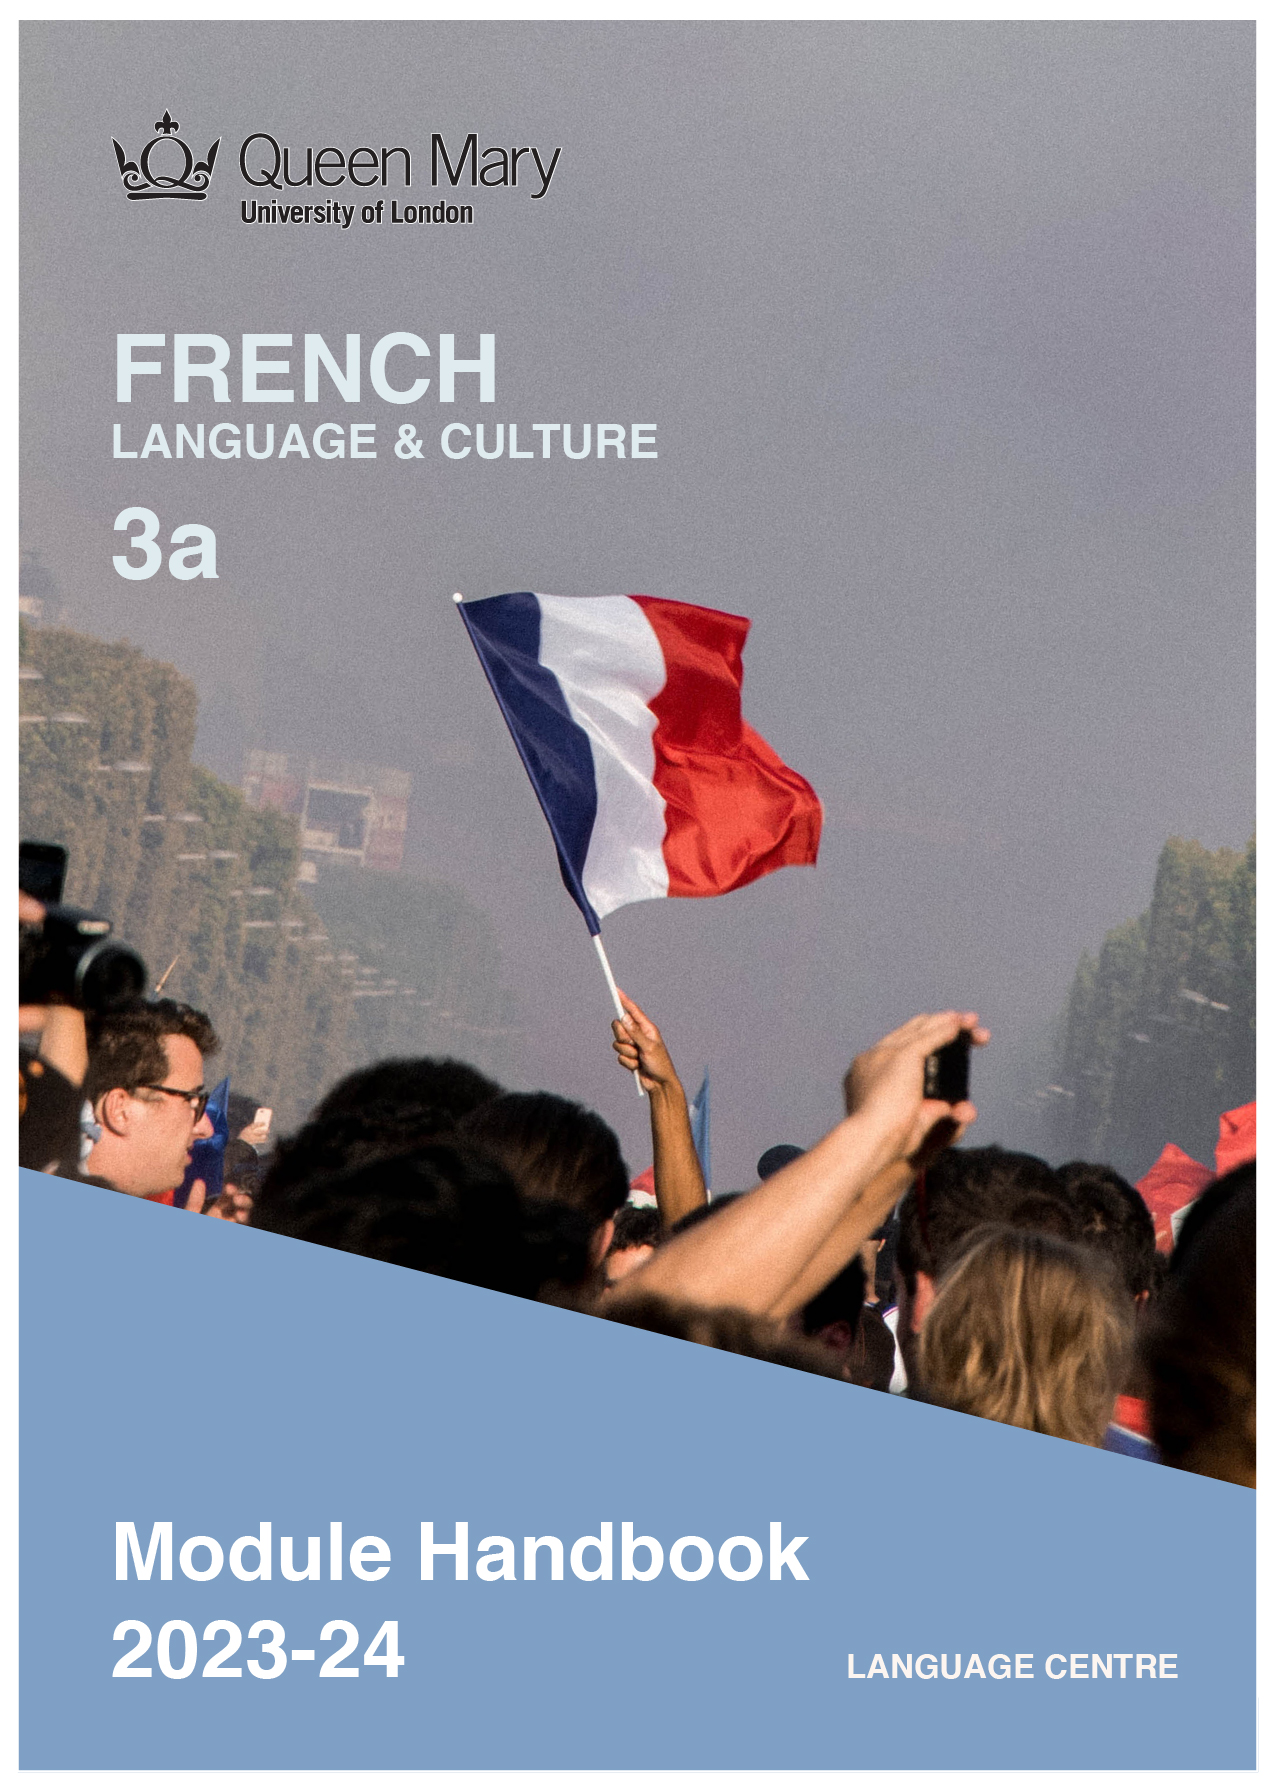 Queen Mary
University of London
FRENCH
LANGUAGE & CULTURE
3a
Module Handbook
2023-24
LANGUAGE CENTRE